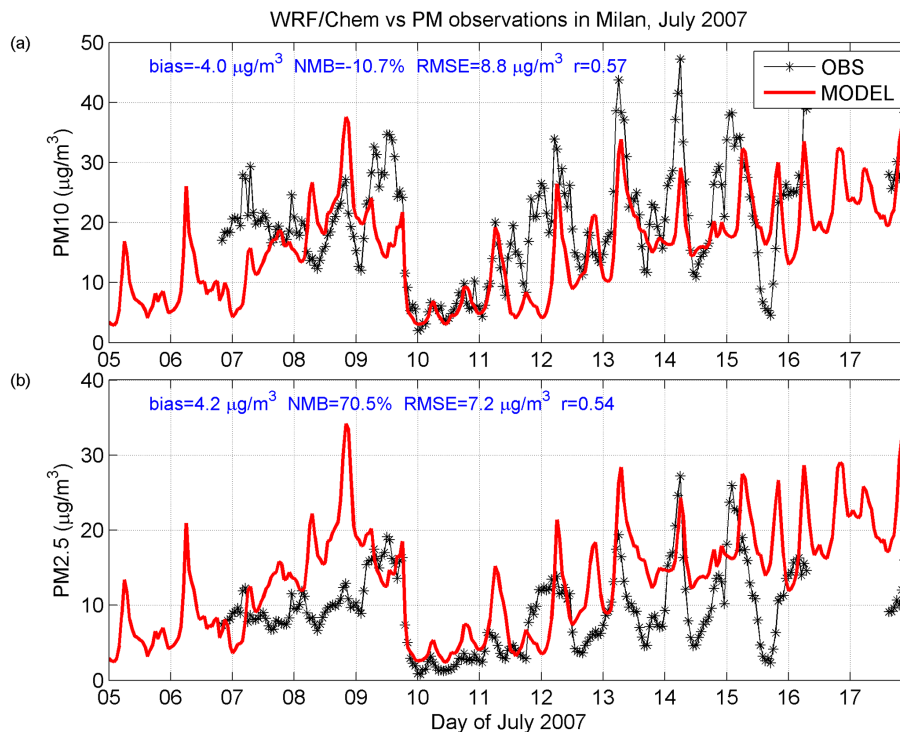 WRF/Chem vs PM observations in Milan, July 2007
(a)
bias=-4.0 μg/m³ NMB=-10.7% RMSE=8.8 μg/m³ r=0.57
OBS
MODEL
PM10 (μg/m³)
50
40
30
20
10
0
05 06 07 08 09 10 11 12 13 14 15 16 17
(b)
bias=4.2 μg/m³ NMB=70.5% RMSE=7.2 μg/m³ r=0.54
PM2.5 (μg/m³)
40
30
20
10
0
05 06 07 08 09 10 11 12 13 14 15 16 17
Day of July 2007